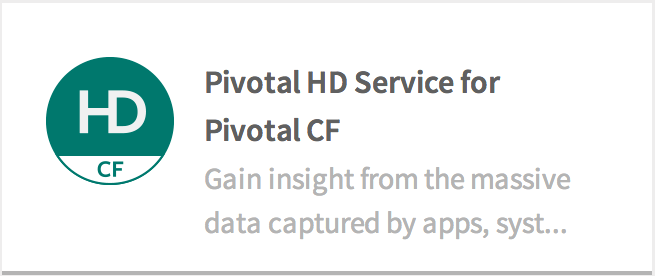 HD
CF
Pivotal HD Service for
Pivotal CF
Gain insight from the massive
data captured by apps, syst...